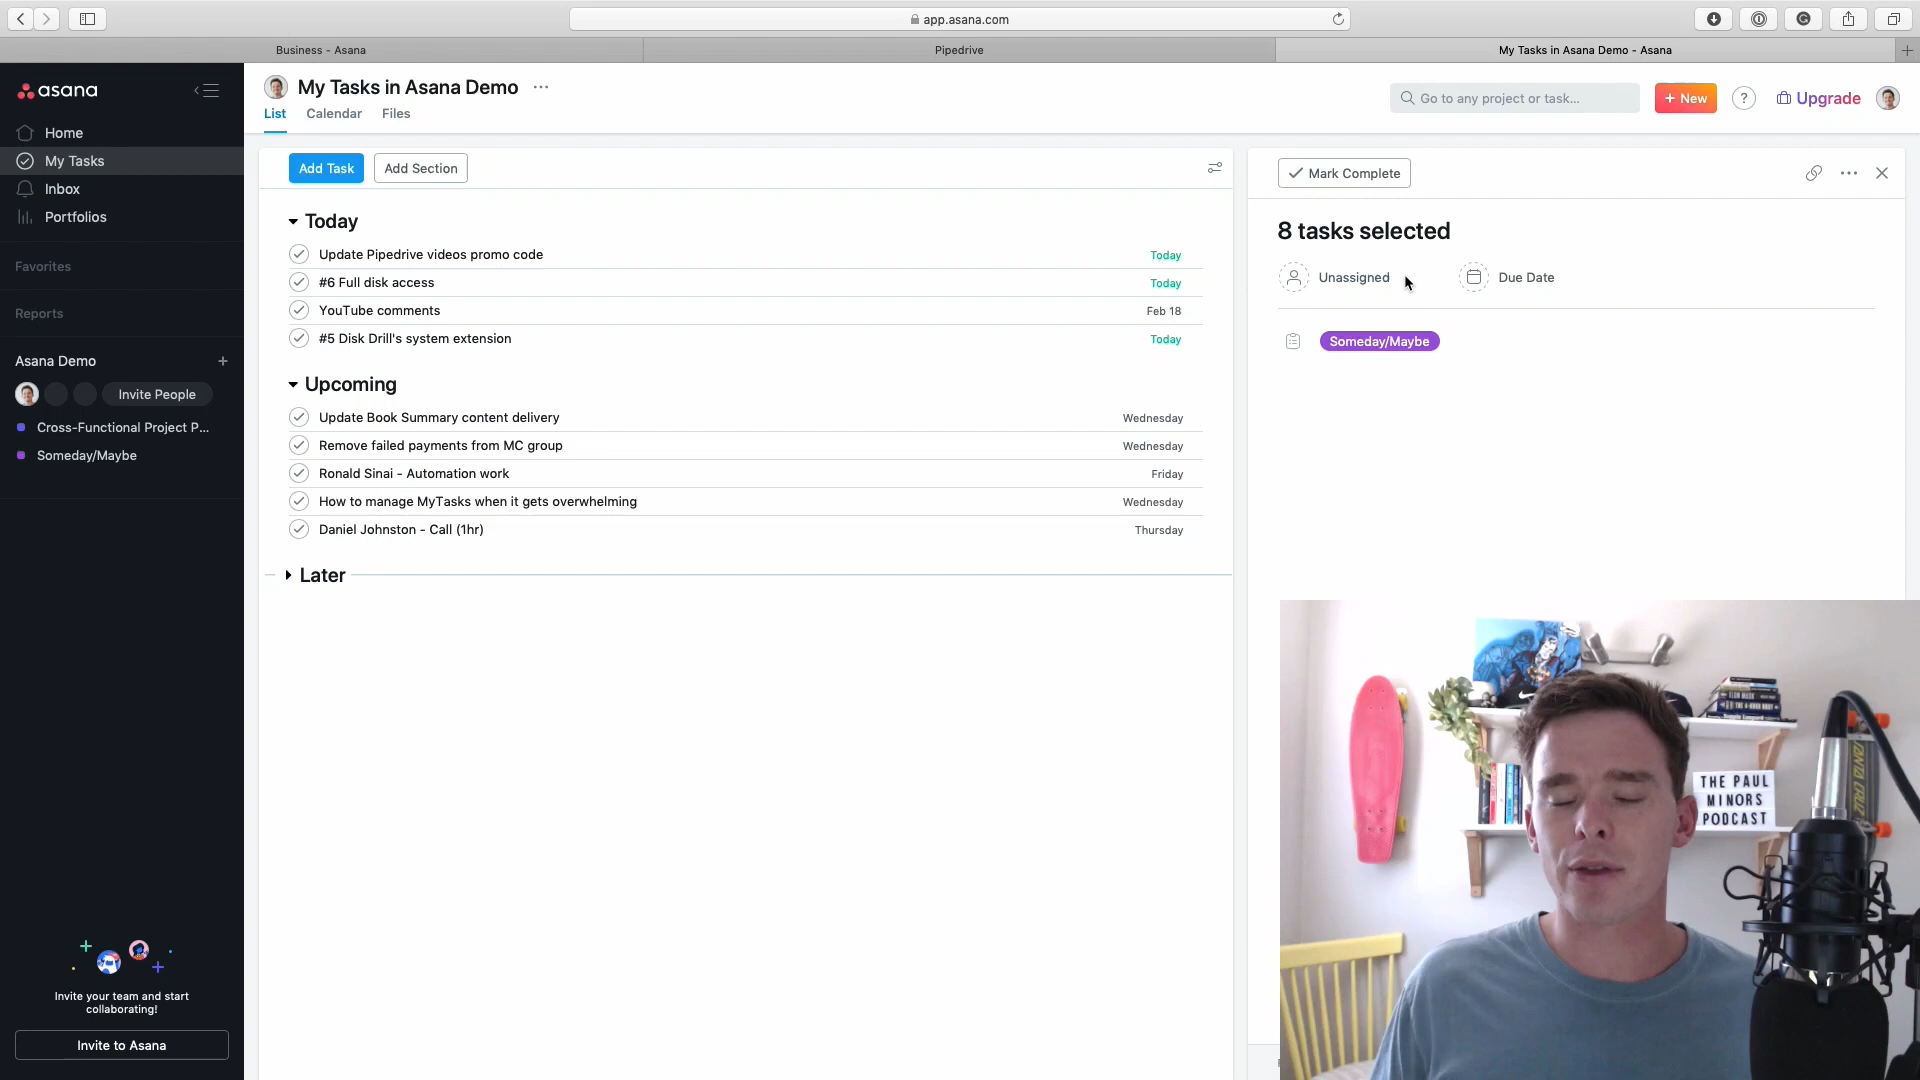 app.asana.com
Business - Asana
Pipedrive
My Tasks in Asana Demo - Asana
asana
Home
My Tasks
Inbox
Portfolios
Favorites
Reports
Asana Demo
Invite People
Cross-Functional Project P...
Someday/Maybe
Invite your team and start
collaborating!
Invite to Asana
My Tasks in Asana Demo
List
Calendar
Files
Go to any project or task...
+ New
?
Upgrade
Add Task
Add Section
Today
Update Pipedrive videos promo code
Today
#6 Full disk access
Today
YouTube comments
Feb 18
#5 Disk Drill's system extension
Today
Upcoming
Update Book Summary content delivery
Wednesday
Remove failed payments from MC group
Wednesday
Ronald Sinai - Automation work
Friday
How to manage MyTasks when it gets overwhelming
Wednesday
Daniel Johnston - Call (1hr)
Thursday
Later
Mark Complete
8 tasks selected
Unassigned
Due Date
Someday/Maybe
THE PAUL
MINORS
PODCAST
ELON MUSK